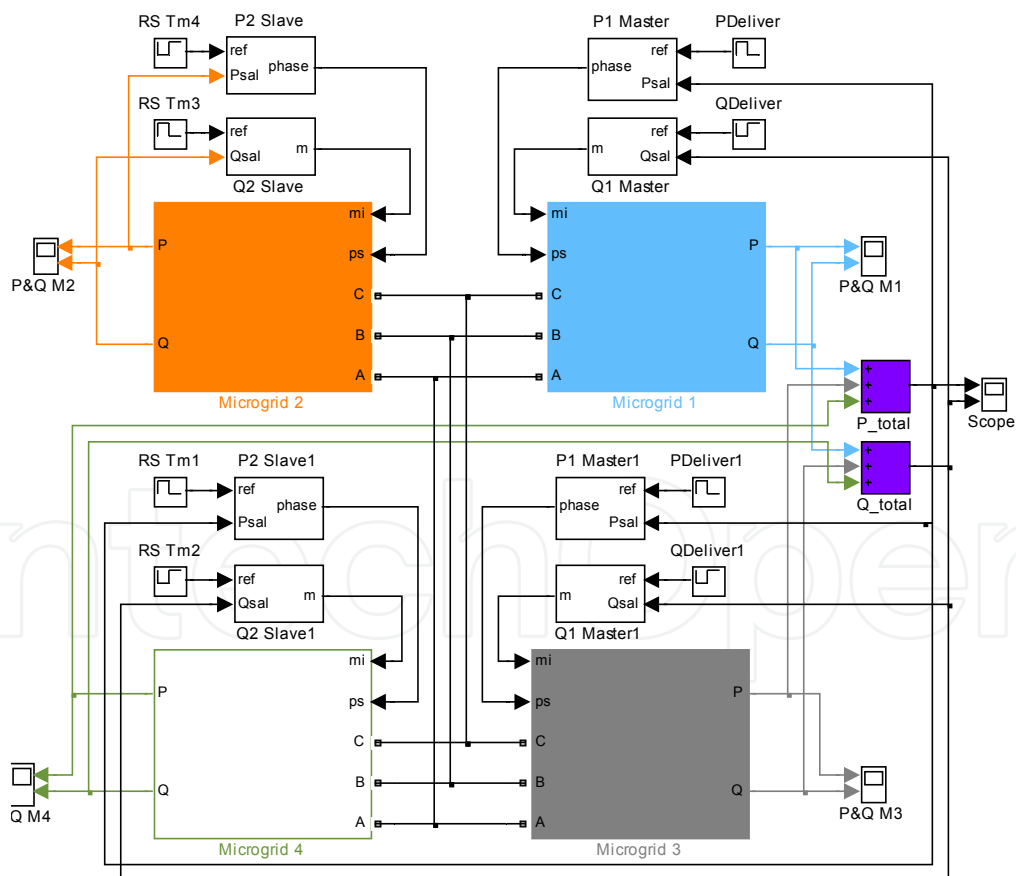 RS Tm4
P2 Slave
ref
Psal
phase
P1 Master
PDeliver
phase
ref
Psal
RS Tm3
ref
Qsal
m
Q2 Slave
QDeliver
m
ref
Qsal
Q1 Master
P&Q M2
P
Q
mi
ps
C
B
A
Microgrid 2
mi
ps
C
B
A
P
Q
Microgrid 1
P&Q M1
+
+
+
P_total
Scope
+
+
+
Q_total
RS Tm1
P2 Slave1
ref
Psal
phase
P1 Master1
PDeliver1
phase
ref
Psal
RS Tm2
ref
Qsal
m
Q2 Slave1
QDeliver1
m
ref
Qsal
Q1 Master1
P
Q
mi
ps
C
B
A
Microgrid 4
Q M4
mi
ps
C
B
A
P
Q
Microgrid 3
P&Q M3
ntechOpen